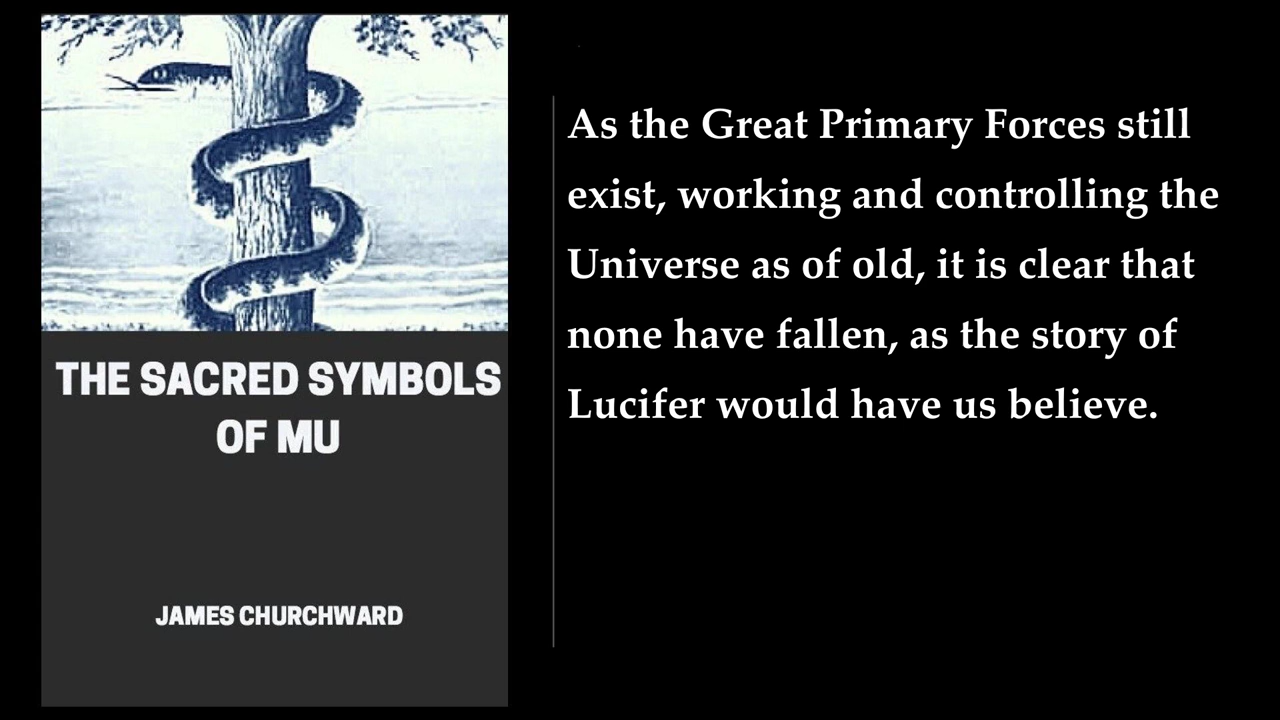 THE SACRED SYMBOLS
OF MU
JAMES CHURCHWARD
As the Great Primary Forces still
exist, working and controlling the
Universe as of old, it is clear that
none have fallen, as the story of
Lucifer would have us believe.